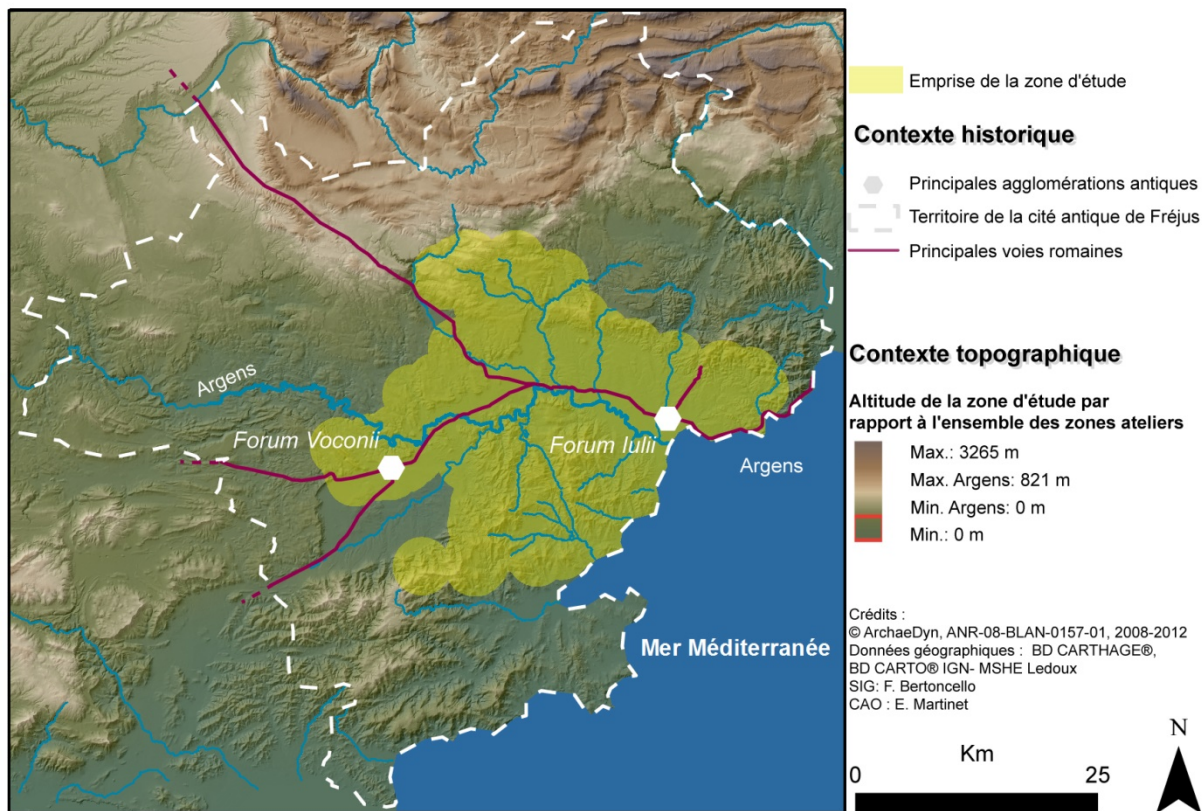 Argens
Forum Voconii
Forum Iulii
Argens
Mer Méditerranée
Emprise de la zone d'étude
Contexte historique
Principales agglomérations antiques
Territoire de la cité antique de Fréjus
Principales voies romaines
Contexte topographique
Altitude de la zone d'étude par
rapport à l'ensemble des zones ateliers
Max.: 3265 m
Max. Argens: 821 m
Min. Argens: 0 m
Min.: 0 m
Crédits :
© ArchaeDyn, ANR-08-BLAN-0157-01, 2008-2012
Données géographiques : BD CARTHAGE®,
BD CARTO® IGN- MSHE Ledoux
SIG: F. Bertoncello
CAO : E. Martinet
N
Km
0 25